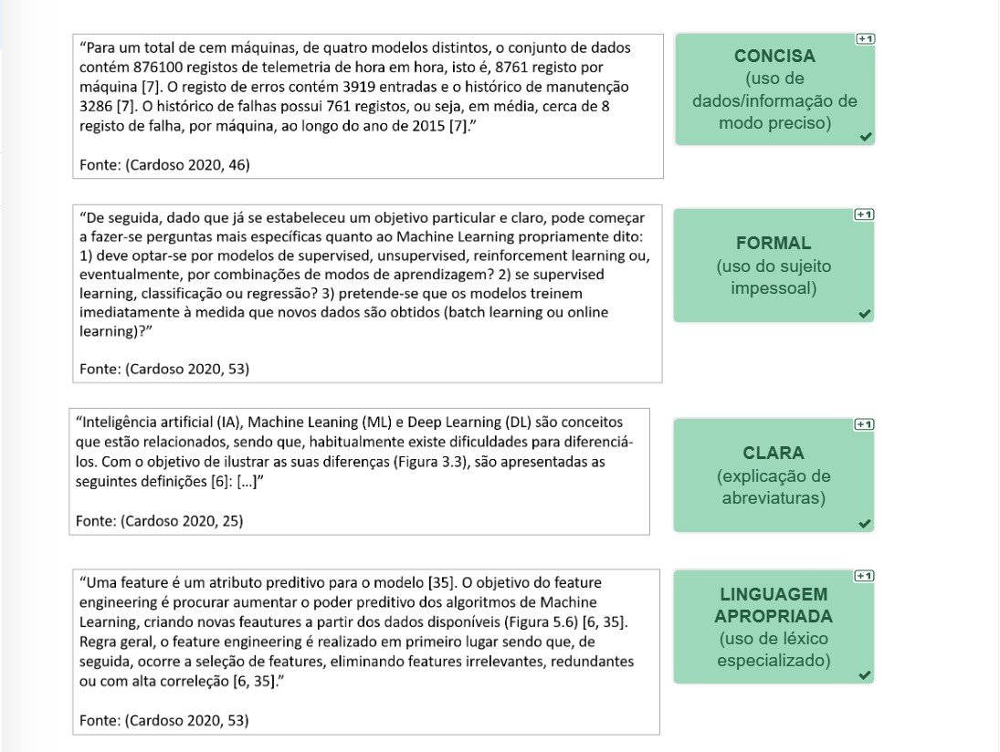 “Para um total de cem máquinas, de quatro modelos distintos, o conjunto de dados
contém 876100 registos de telemetria de hora em hora, isto é, 8761 registo por
máquina [7]. O registo de erros contém 3919 entradas e o histórico de manutenção
3286 [7]. O histórico de falhas possui 761 registos, ou seja, em média, cerca de 8
registo de falha, por máquina, ao longo do ano de 2015 [7].”
Fonte: (Cardoso 2020, 46)
+1
CONCISA
(uso de
dados/informação de
modo preciso)
“De seguida, dado que já se estabeleceu um objetivo particular e claro, pode começar
a fazer-se perguntas mais específicas quanto ao Machine Learning propriamente dito:
1) deve optar-se por modelos de supervised, unsupervised, reinforcement learning ou,
eventualmente, por combinações de modos de aprendizagem? 2) se supervised
learning, classificação ou regressão? 3) pretende-se que os modelos treinem
imediatamente à medida que novos dados são obtidos (batch learning ou online
learning)?”
Fonte: (Cardoso 2020, 53)
+1
FORMAL
(uso do sujeito
impessoal)
“Inteligência artificial (IA), Machine Leaning (ML) e Deep Learning (DL) são conceitos
que estão relacionados, sendo que, habitualmente existe dificuldades para diferenciá-
los. Com o objetivo de ilustrar as suas diferenças (Figura 3.3), são apresentadas as
seguintes definições [6]: [...]”
Fonte: (Cardoso 2020, 25)
+1
CLARA
(explicação de
abreviaturas)
“Uma feature é um atributo preditivo para o modelo [35]. O objetivo do feature
engineering é procurar aumentar o poder preditivo dos algoritmos de Machine
Learning, criando novas feautures a partir dos dados disponíveis (Figura 5.6) [6, 35].
Regra geral, o feature engineering é realizado em primeiro lugar sendo que, de
seguida, ocorre a seleção de features, eliminando features irrelevantes, redundantes
ou com alta correleção [6, 35].”
Fonte: (Cardoso 2020, 53)
+1
LINGUAGEM
APROPRIADA
(uso de léxico
especializado)